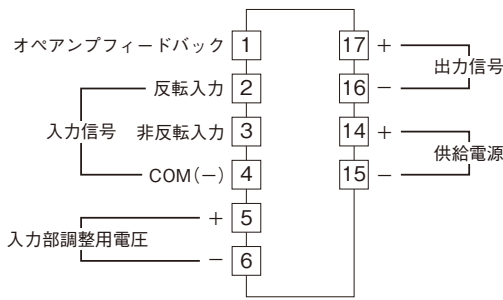 オペアンプフィードバック 1
反転入力 2
入力信号
非反転入力 3
COM(−) 4
+ 5
入力部調整用電圧
− 6
17 +
出力信号
16 −
14 +
供給電源
15 −